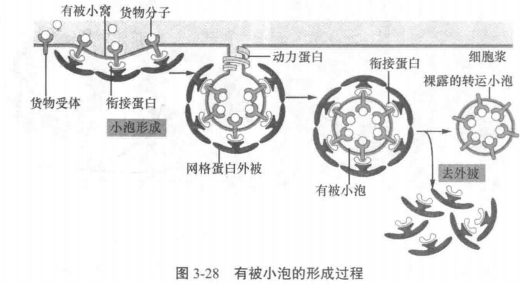 有被小窝 货物分子
动力蛋白
细胞浆
衔接蛋白
裸露的转运小泡
货物受体
衔接蛋白
小泡形成
网格蛋白外被
去外被
有被小泡
图 3-28 有被小泡的形成过程